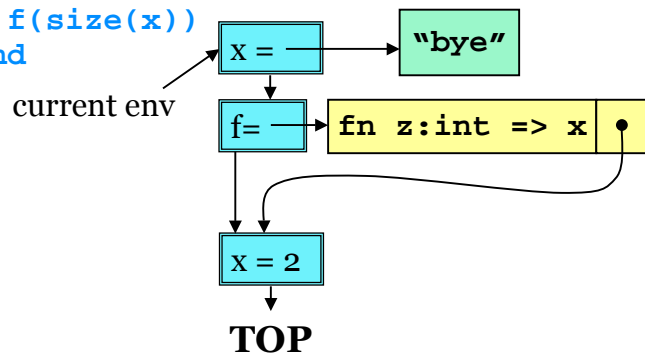 f(size(x))
nd
x =
“bye”
current env
f=
fn z:int => x
x = 2
TOP